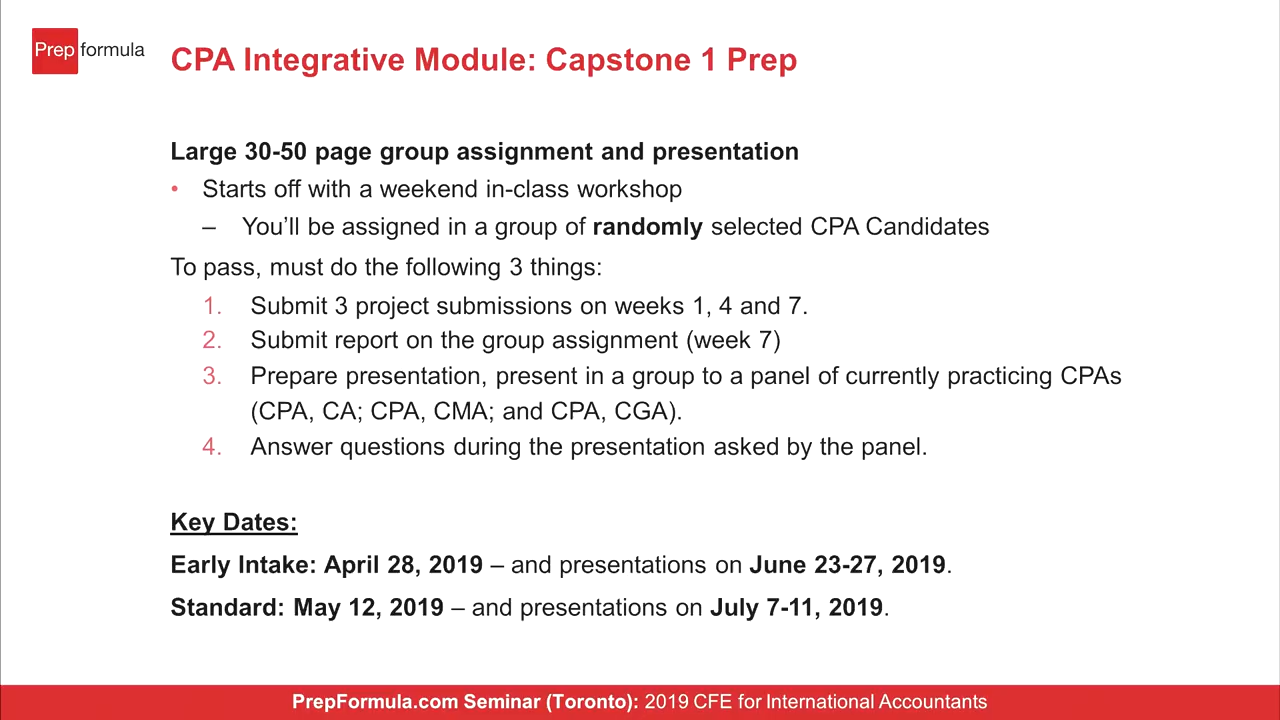 Prep formula
CPA Integrative Module: Capstone 1 Prep
Large 30-50 page group assignment and presentation
• Starts off with a weekend in-class workshop
– You’ll be assigned in a group of randomly selected CPA Candidates
To pass, must do the following 3 things:
1. Submit 3 project submissions on weeks 1, 4 and 7.
2. Submit report on the group assignment (week 7)
3. Prepare presentation, present in a group to a panel of currently practicing CPAs
(CPA, CA; CPA, CMA; and CPA, CGA).
4. Answer questions during the presentation asked by the panel.
Key Dates:
Early Intake: April 28, 2019 – and presentations on June 23-27, 2019.
Standard: May 12, 2019 – and presentations on July 7-11, 2019.
PrepFormula.com Seminar (Toronto): 2019 CFE for International Accountants